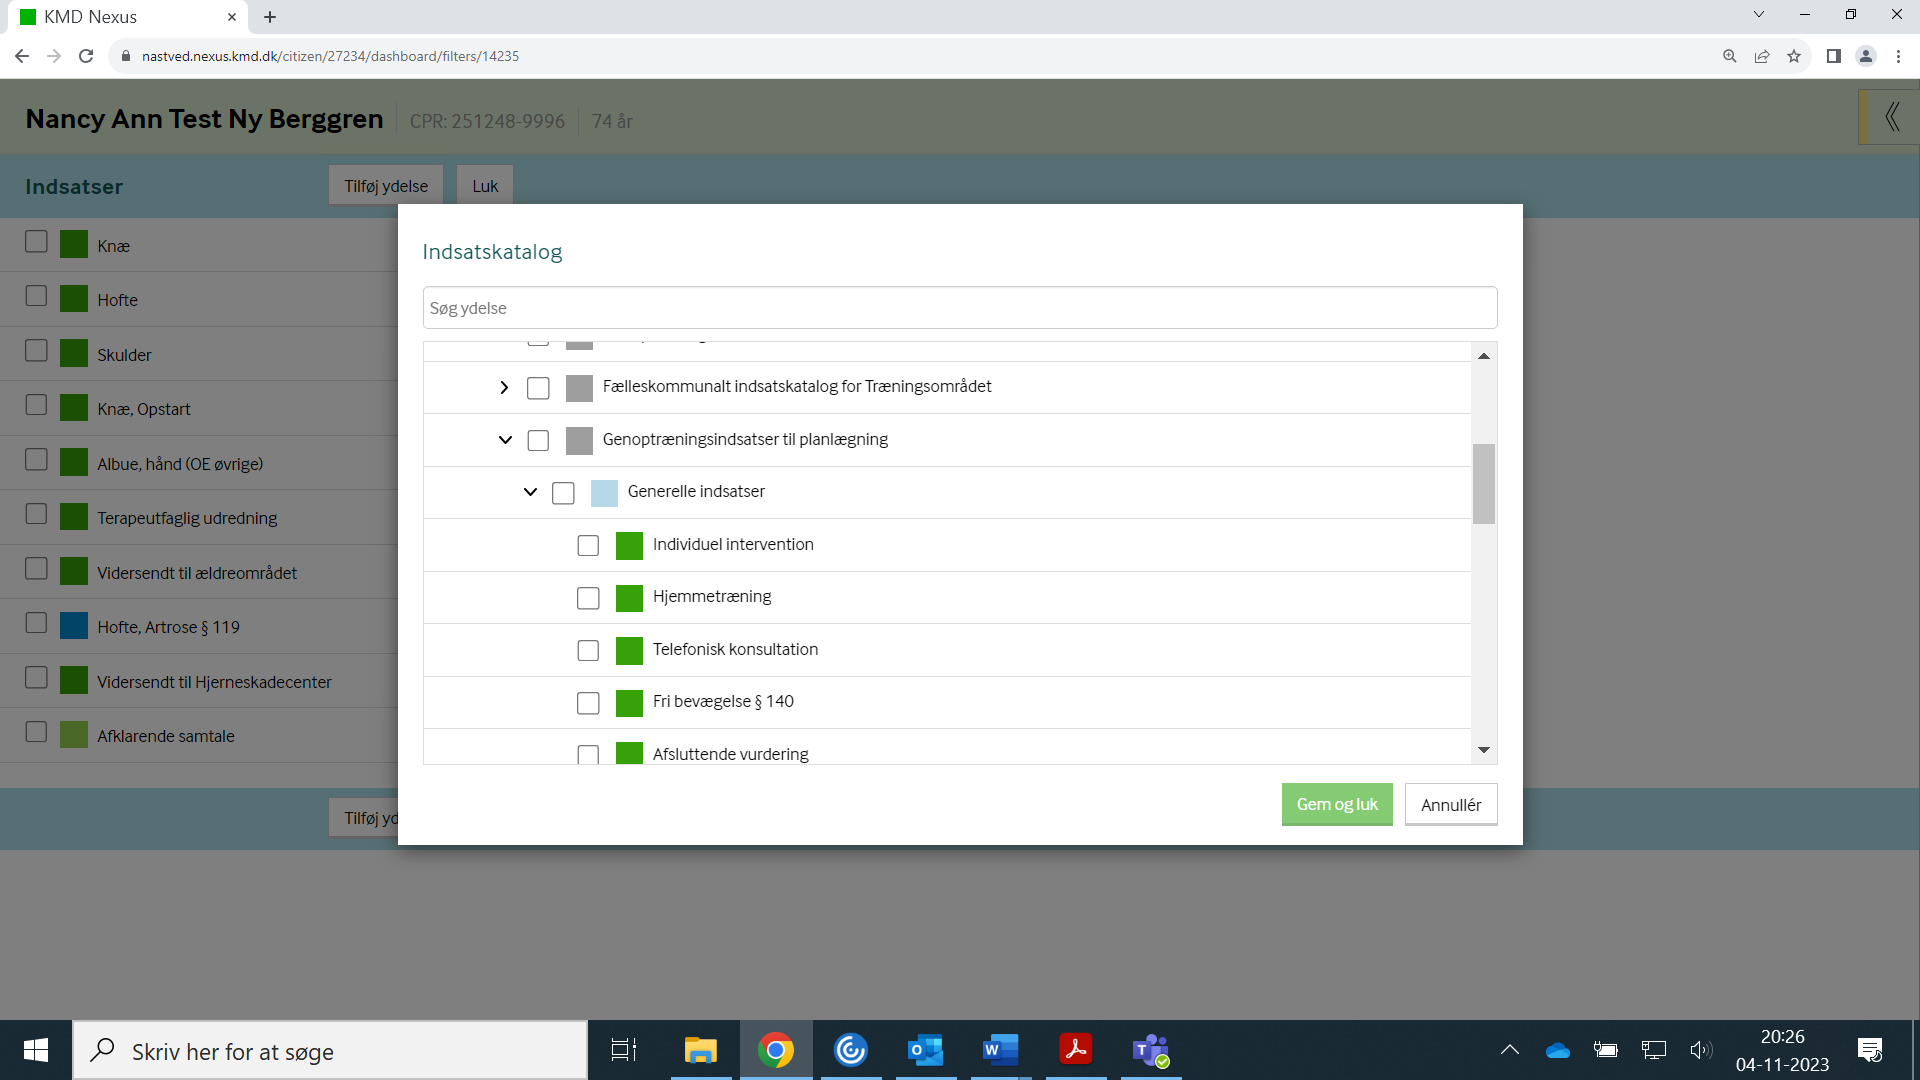 KMD Nexus
nastved.nexus.kmd.dk/citizen/27234/dashboard/filters/14235
Nancy Ann Test Ny Berggren CPR: 251248-9996 74 år
Indsatser Tilføj ydelse Luk
Knæ
Hofte
Skulder
Knæ, Opstart
Albue, hånd (OE øvrige)
Terapeutfaglig udredning
Vidersendt til ældreområdet
Hofte, Artrose § 119
Vidersendt til Hjerneskadecenter
Afklarende samtale
Tilføj yd
Indsatskatalog
Søg ydelse
Fælleskommunalt indsatskatalog for Træningsområdet
Genoptræningsindsatser til planlægning
Generelle indsatser
Individuel intervention
Hjemmetræning
Telefonisk konsultation
Fri bevægelse § 140
Afsluttende vurdering
Gem og luk Annullér
Skriv her for at søge
20:26
04-11-2023